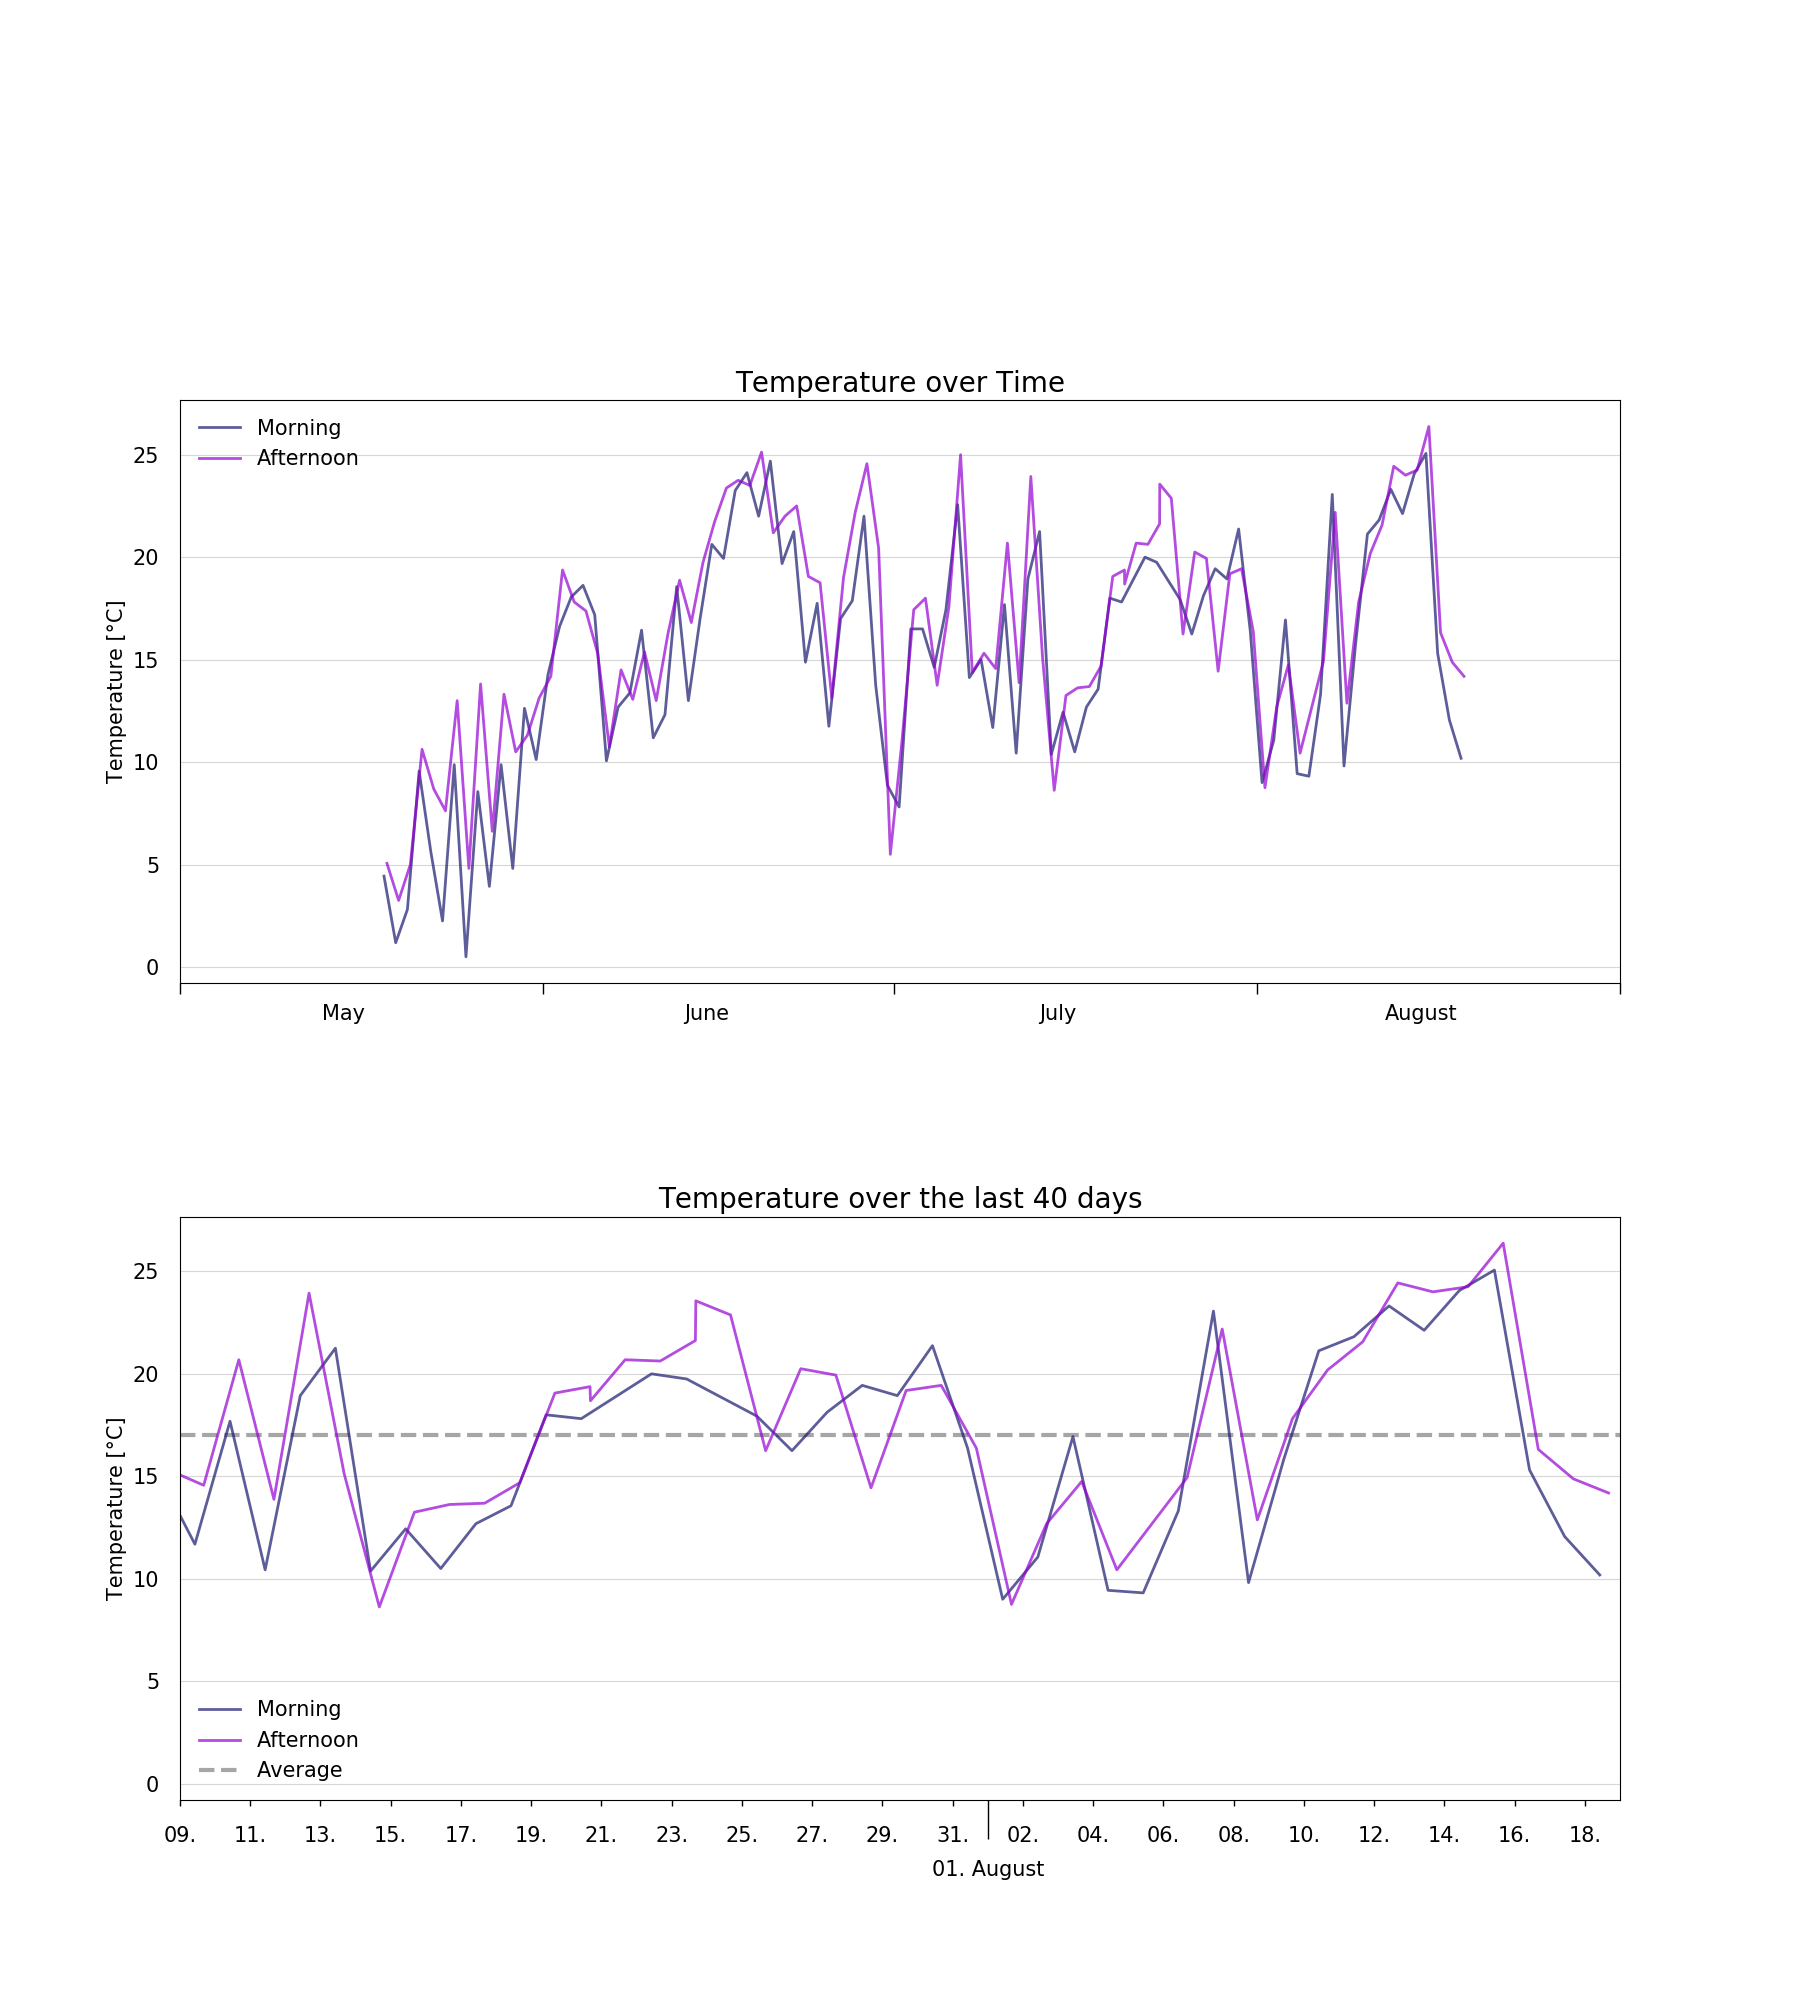 Temperature over Time
Morning
Afternoon
25
20
15
10
5
0
Temperature [°C]
May June July August
Temperature over the last 40 days
25
20
15
10
5
0
Temperature [°C]
Morning
Afternoon
Average
09. 11. 13. 15. 17. 19. 21. 23. 25. 27. 29. 31. 02. 04. 06. 08. 10. 12. 14. 16. 18.
01. August